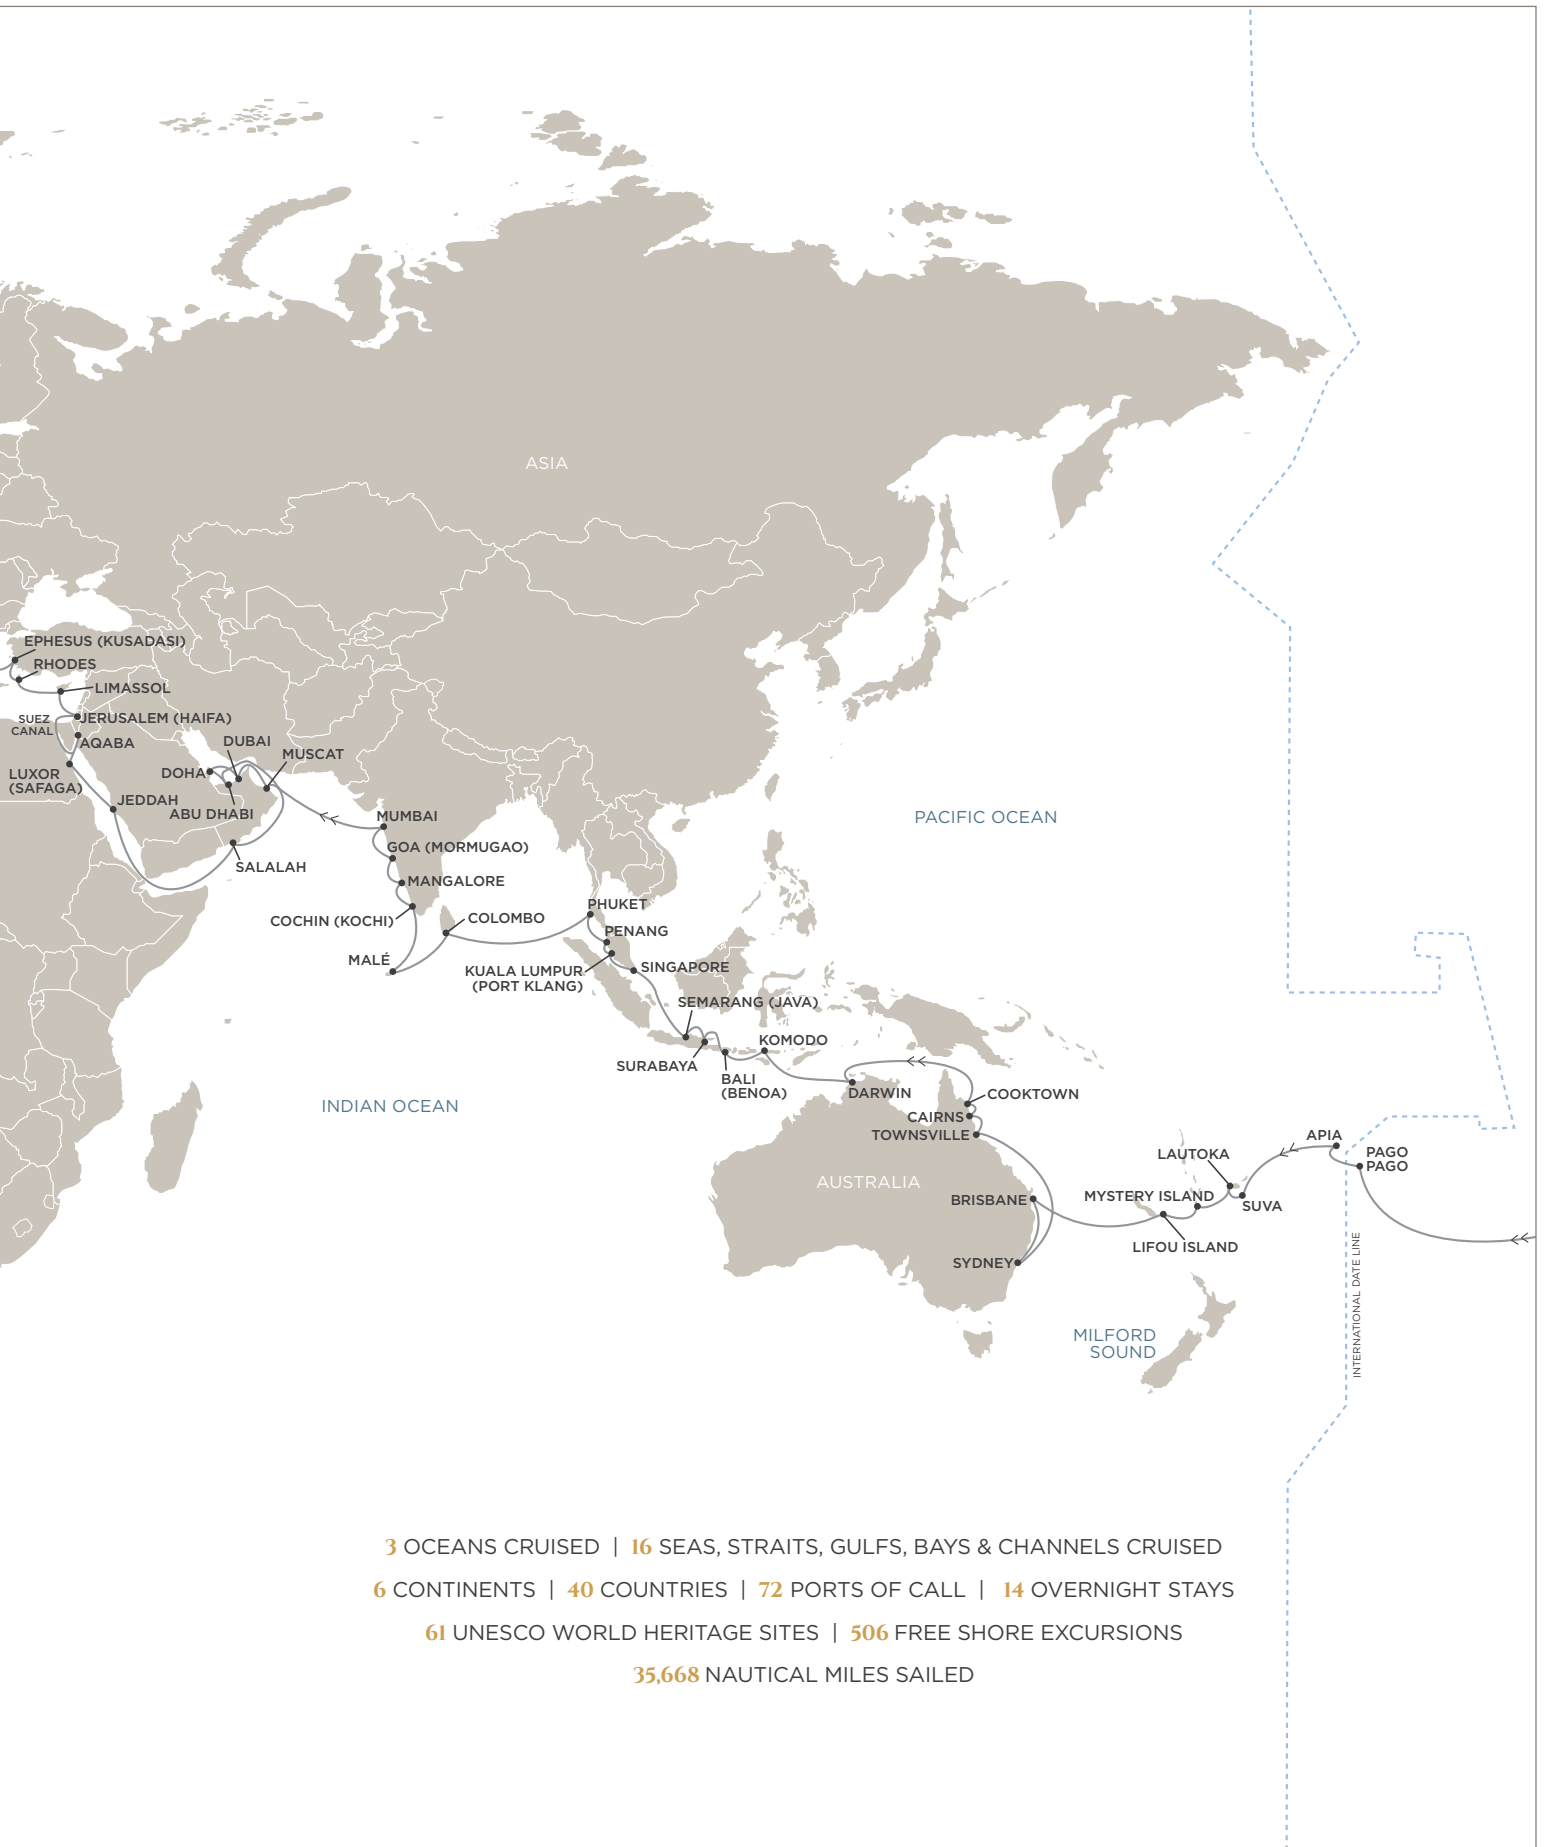 ASIA
EPHESUS (KUSADASI)
RHODES
LIMASSOL
SUEZ
CANAL
JERUSALEM (HAIFA)
AQABA
DUBAI
MUSCAT
DOHA
LUXOR
(SAFAGA)
JEDDAH
ABU DHABI
MUMBAI
PACIFIC OCEAN
GOA (MORMUGAO)
SALALAH
MANGALORE
PHUKET
COCHIN (KOCHI)
COLOMBO
PENANG
MALÉ
KUALA LUMPUR
(PORT KLANG)
SINGAPORE
SEMARANG (JAVA)
KOMODO
SURABAYA
BALI
(BENOA)
DARWIN
COOKTOWN
INDIAN OCEAN
CAIRNS
TOWNSVILLE
APIA
PAGO
PAGO
LAUTOKA
AUSTRALIA
MYSTERY ISLAND
BRISBANE
SUVA
LIFOU ISLAND
SYDNEY
INTERNATIONAL DATE LINE
MILFORD
SOUND
3 OCEANS CRUISED | 16 SEAS, STRAITS, GULFS, BAYS & CHANNELS CRUISED
6 CONTINENTS | 40 COUNTRIES | 72 PORTS OF CALL | 14 OVERNIGHT STAYS
61 UNESCO WORLD HERITAGE SITES | 506 FREE SHORE EXCURSIONS
35,668 NAUTICAL MILES SAILED